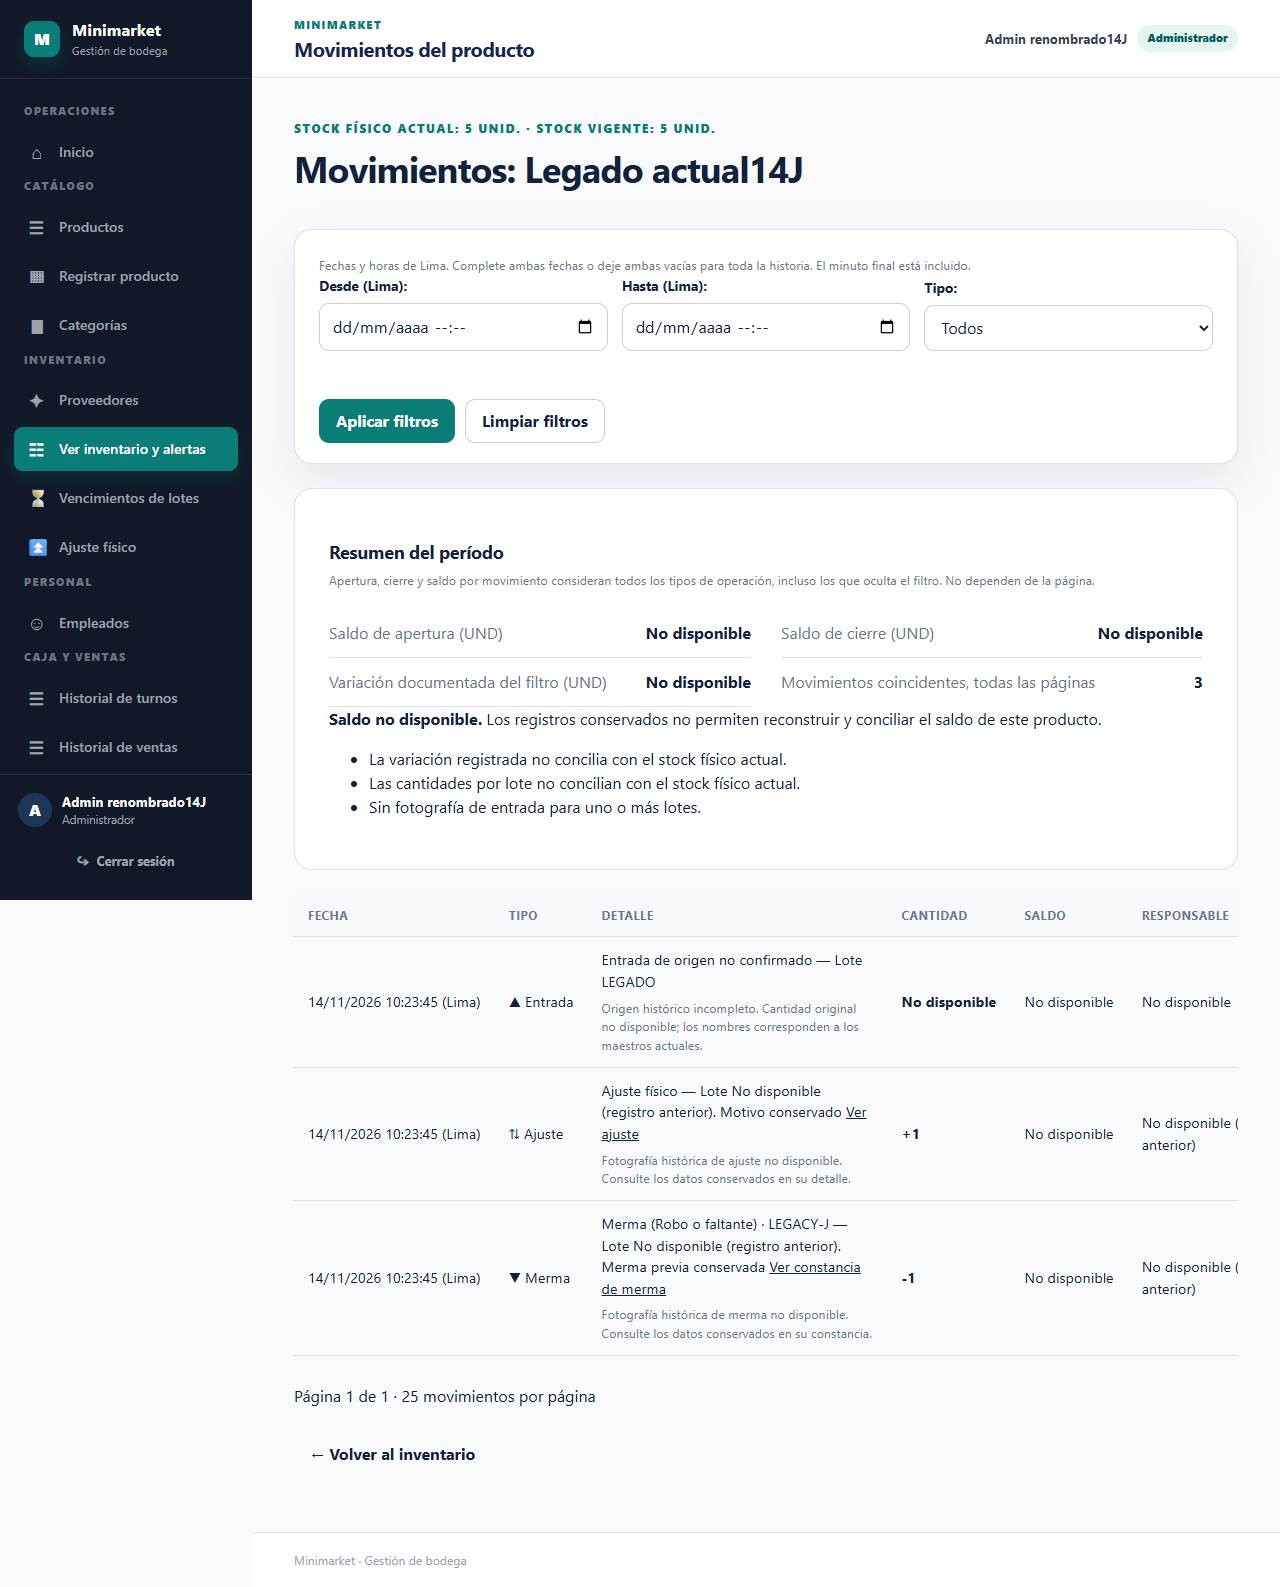 M
Minimarket
Gestión de bodega
OPERACIONES
Inicio
CATÁLOGO
Productos
Registrar producto
Categorías
INVENTARIO
Proveedores
Ver inventario y alertas
Vencimientos de lotes
Ajuste físico
PERSONAL
Empleados
CAJA Y VENTAS
Historial de turnos
Historial de ventas
A
Admin renombrado14J
Administrador
Cerrar sesión
MINIMARKET
Movimientos del producto
Admin renombrado14J Administrador
STOCK FÍSICO ACTUAL: 5 UNID. · STOCK VIGENTE: 5 UNID.
Movimientos: Legado actual14J
Fechas y horas de Lima. Complete ambas fechas o deje ambas vacías para toda la historia. El minuto final está incluido.
Desde (Lima): Hasta (Lima): Tipo:
dd/mm/aaaa --:-- dd/mm/aaaa --:-- Todos
Aplicar filtros Limpiar filtros
Resumen del período
Apertura, cierre y saldo por movimiento consideran todos los tipos de operación, incluso los que oculta el filtro. No dependen de la página.
Saldo de apertura (UND) No disponible Saldo de cierre (UND) No disponible
Variación documentada del filtro (UND) No disponible Movimientos coincidentes, todas las páginas 3
Saldo no disponible. Los registros conservados no permiten reconstruir y conciliar el saldo de este producto.
• La variación registrada no concilia con el stock físico actual.
• Las cantidades por lote no concilian con el stock físico actual.
• Sin fotografía de entrada para uno o más lotes.
FECHA TIPO DETALLE CANTIDAD SALDO RESPONSABLE
14/11/2026 10:23:45 (Lima) ▲ Entrada
Entrada de origen no confirmado — Lote
LEGADO
Origen histórico incompleto. Cantidad original
no disponible; los nombres corresponden a los
maestros actuales.
No disponible No disponible No disponible
14/11/2026 10:23:45 (Lima) ⇅ Ajuste
Ajuste físico — Lote No disponible
(registro anterior). Motivo conservado Ver
ajuste
Fotografía histórica de ajuste no disponible.
Consulte los datos conservados en su detalle.
+1 No disponible
No disponible (
anterior)
14/11/2026 10:23:45 (Lima) ▼ Merma
Merma (Robo o faltante) · LEGACY-J —
Lote No disponible (registro anterior).
Merma previa conservada Ver constancia
de merma
Fotografía histórica de merma no disponible.
Consulte los datos conservados en su constancia.
-1 No disponible
No disponible (
anterior)
Página 1 de 1 · 25 movimientos por página
← Volver al inventario
Minimarket · Gestión de bodega